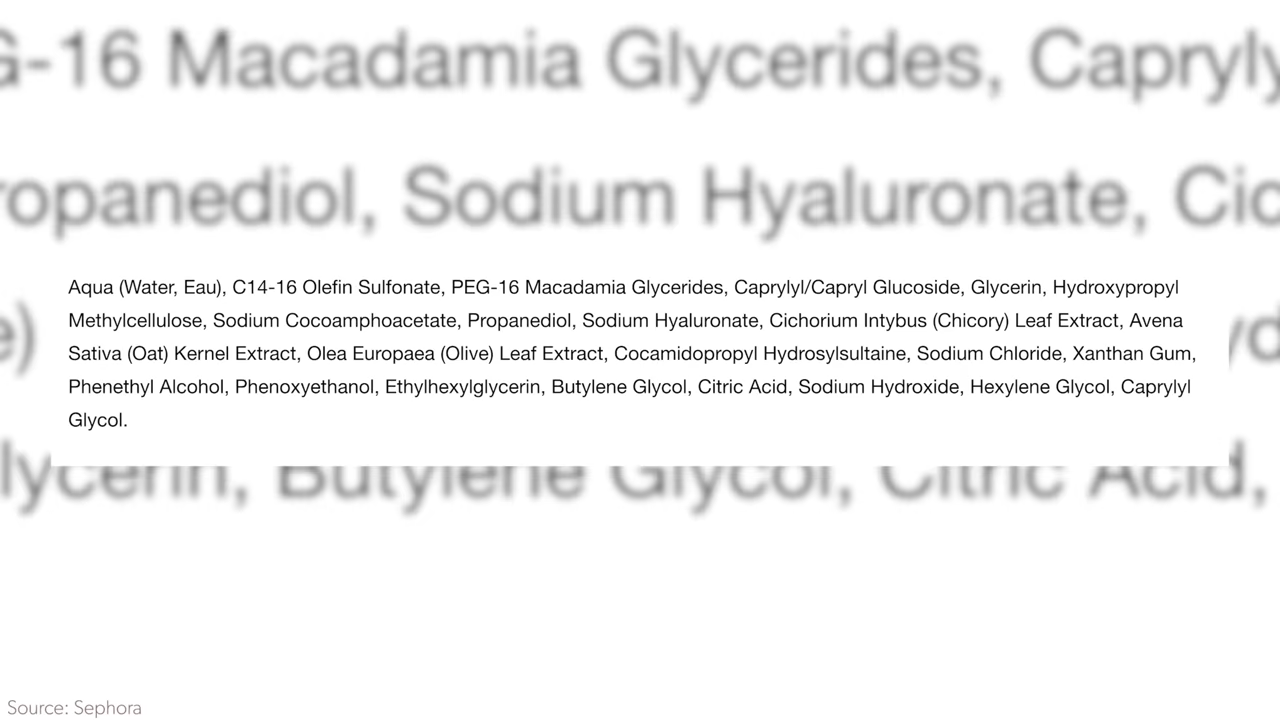 G-16 Macadamia Glycerides, Capryly
ropanediol, Sodium Hyaluronate, Cic
Aqua (Water, Eau), C14-16 Olefin Sulfonate, PEG-16 Macadamia Glycerides, Caprylyl/Capryl Glucoside, Glycerin, Hydroxypropyl
Methylcellulose, Sodium Cocoamphoacetate, Propanediol, Sodium Hyaluronate, Cichorium Intybus (Chicory) Leaf Extract, Avena
Sativa (Oat) Kernel Extract, Olea Europaea (Olive) Leaf Extract, Cocamidopropyl Hydrosylsultaine, Sodium Chloride, Xanthan Gum,
Phenethyl Alcohol, Phenoxyethanol, Ethylhexylglycerin, Butylene Glycol, Citric Acid, Sodium Hydroxide, Hexylene Glycol, Caprylyl
Glycol.
lycerin, Butylene Glycol, Citric Acid,
Source: Sephora